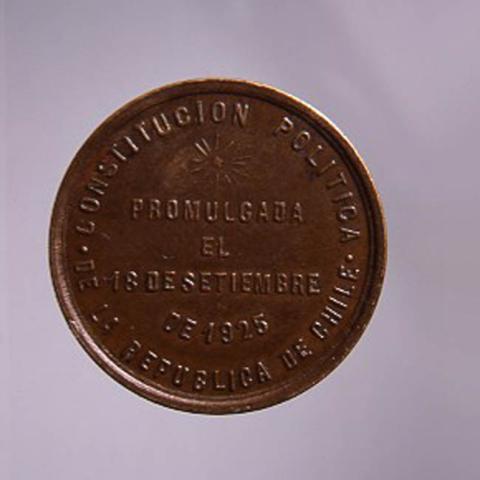 CONSTITUCION POLITICA
PROMULGADA
EL
18 DE SETIEMBRE
DE 1925
· DE LA REPUBLICA DE CHILE ·